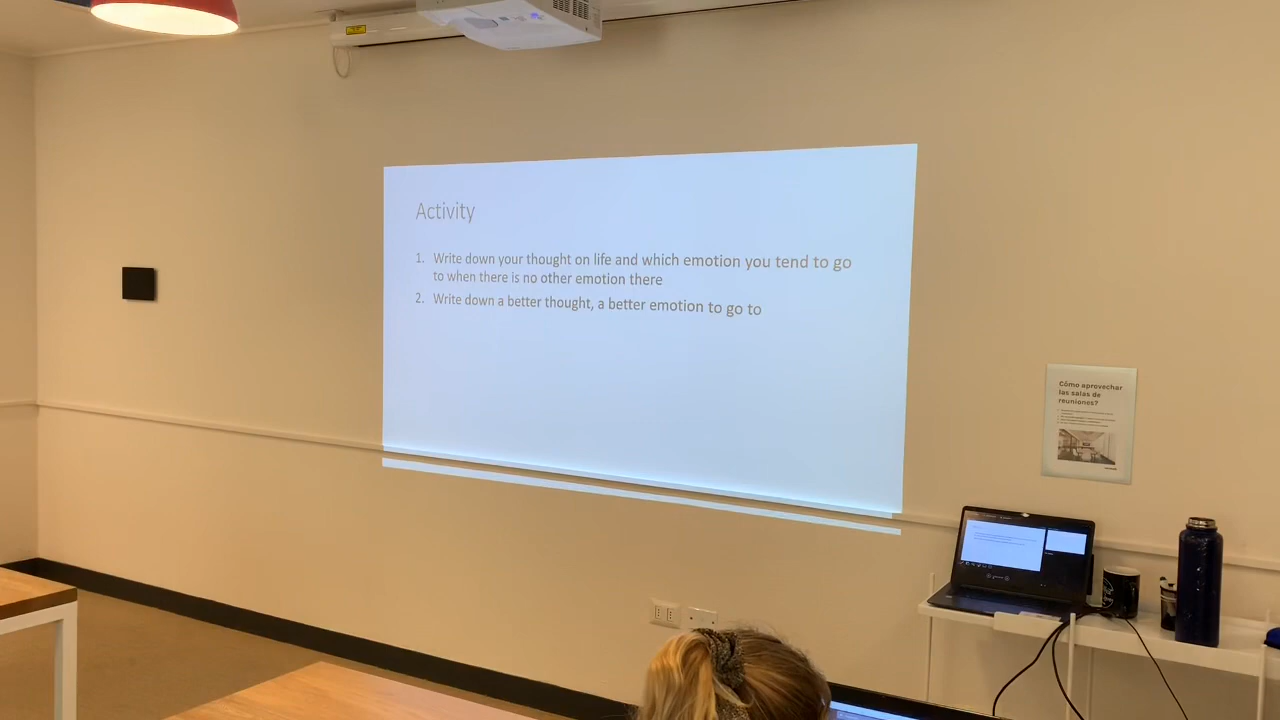 Activity
1. Write down your thought on life and which emotion you tend to go
to when there is no other emotion there
2. Write down a better thought, a better emotion to go to
Cómo aprovechar
las salas de
reuniones?